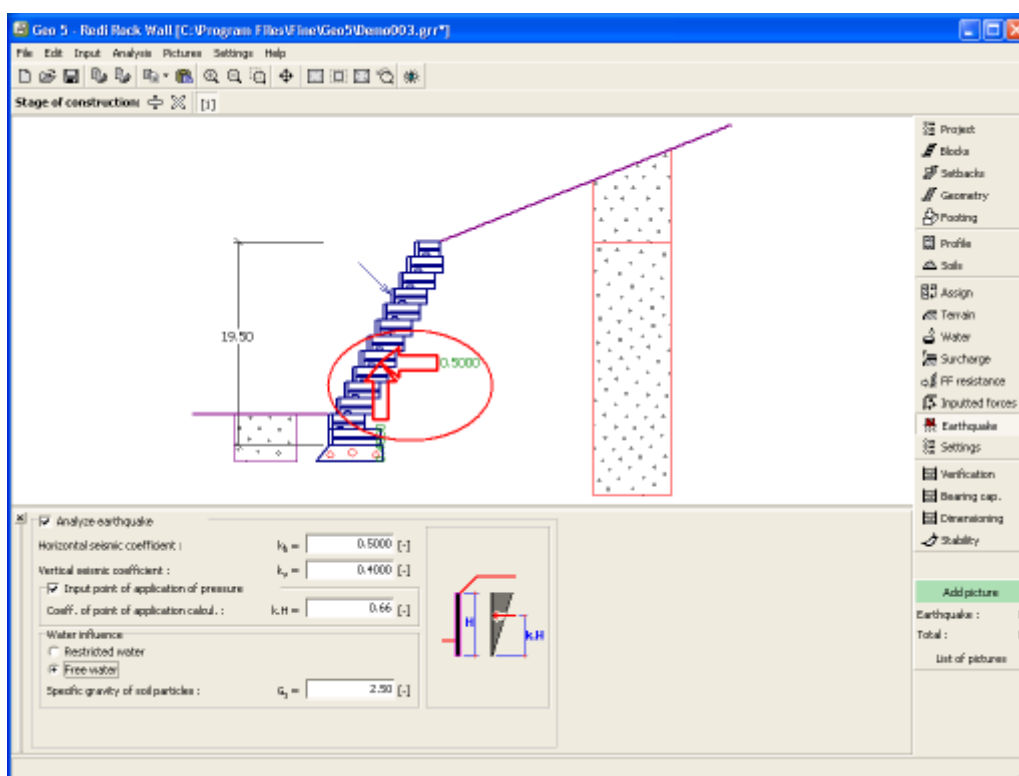 Geo 5 - Redi Rock Wall [C:\Program Files\Fine\Geo5\Demo003.grr*]
File Edit Input Analysis Pictures Settings Help
Stage of construction: [1]
Project
Blocks
Setbacks
Geometry
Footing
Profile
Soils
Assign
Terrain
Water
Surcharge
FF resistance
Inputted forces
Earthquake
Settings
Verification
Bearing cap.
Dimensioning
Stability
19.50
0.5000
Analyze earthquake
Horizontal seismic coefficient : kh = 0.5000 [-]
Vertical seismic coefficient : kv = 0.4000 [-]
Input point of application of pressure
Coeff. of point of application calcul. : k.H = 0.66 [-]
Water influence
Restricted water
Free water
Specific gravity of soil particles : Gs = 2.50 [-]
H
k.H
Add picture
Earthquake :
Total :
List of pictures